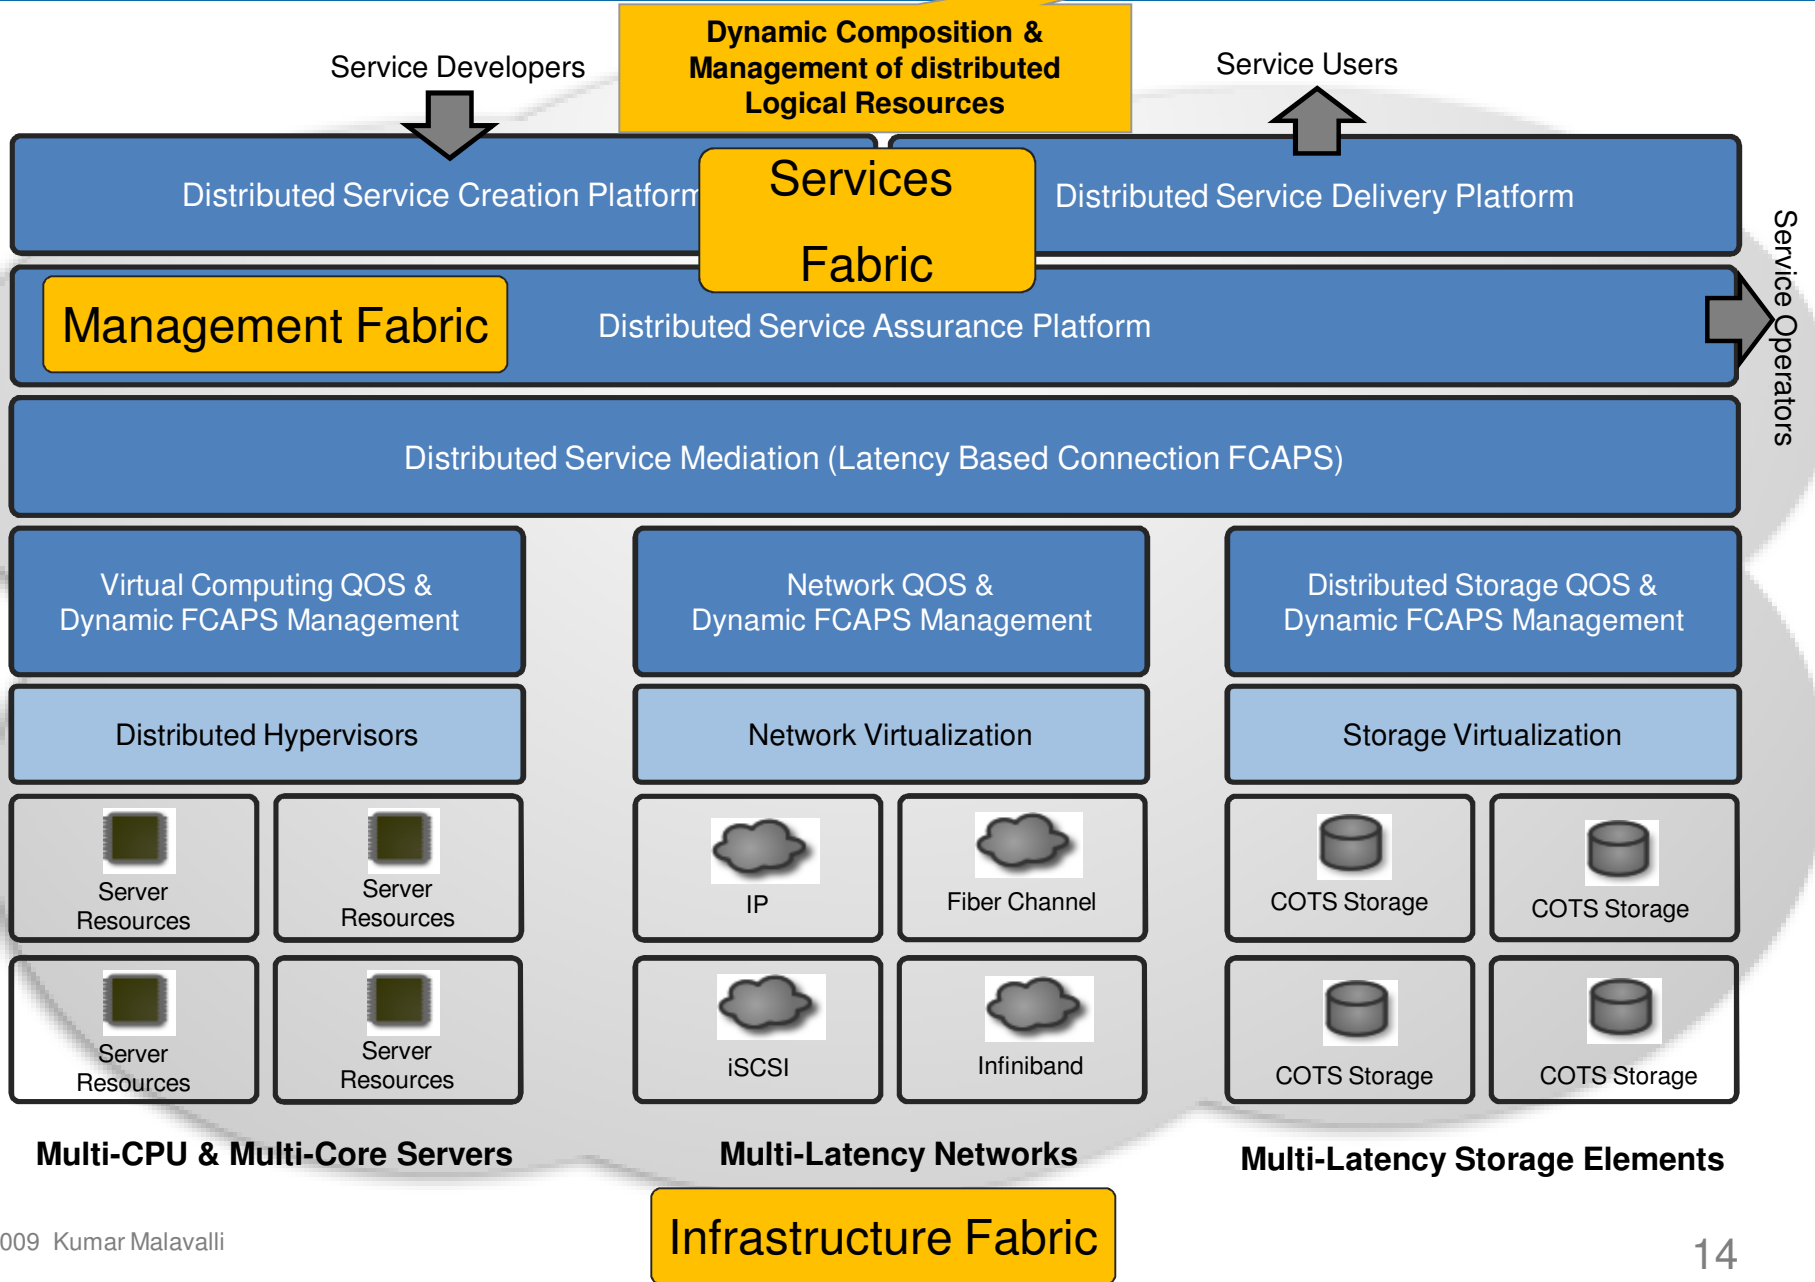 Dynamic Composition &
Management of distributed
Logical Resources
Service Developers
Service Users
Distributed Service Creation Platform
Services
Fabric
Distributed Service Delivery Platform
Service Operators
Management Fabric
Distributed Service Assurance Platform
Distributed Service Mediation (Latency Based Connection FCAPS)
Virtual Computing QOS &
Dynamic FCAPS Management
Network QOS &
Dynamic FCAPS Management
Distributed Storage QOS &
Dynamic FCAPS Management
Distributed Hypervisors
Network Virtualization
Storage Virtualization
Server
Resources
Server
Resources
IP
Fiber Channel
COTS Storage
COTS Storage
Server
Resources
Server
Resources
iSCSI
Infiniband
COTS Storage
COTS Storage
Multi-CPU & Multi-Core Servers
Multi-Latency Networks
Multi-Latency Storage Elements
Infrastructure Fabric
009 Kumar Malavalli
14